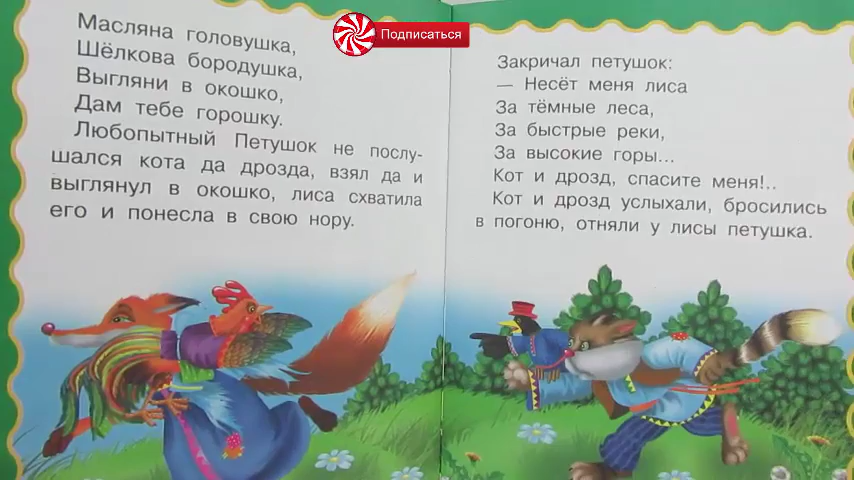 Масляна головушка,
Шёлкова бородушка,
Выгляни в окошко,
Дам тебе горошку.
Любопытный Петушок не послу-
шался кота да дрозда, взял да и
выглянул в окошко, лиса схватила
его и понесла в свою нору.
Подписаться
Закричал петушок:
— Несёт меня лиса
За тёмные леса,
За быстрые реки,
За высокие горы...
Кот и дрозд, спасите меня!..
Кот и дрозд услыхали, бросились
в погоню, отняли у лисы петушка.